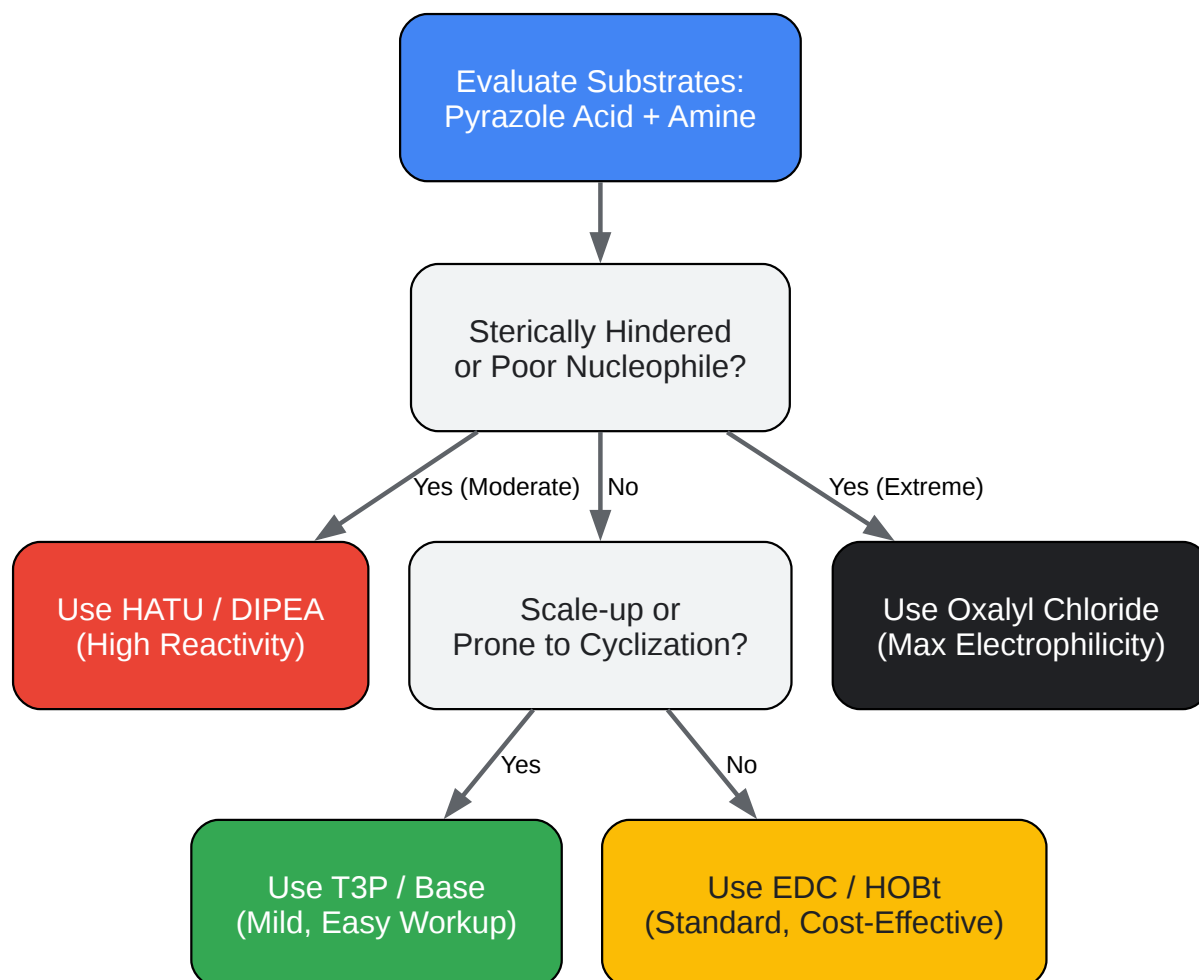 Evaluate Substrates:
Pyrazole Acid + Amine
Sterically Hindered
or Poor Nucleophile?
Yes (Moderate)
No
Yes (Extreme)
Use HATU / DIPEA
(High Reactivity)
Scale-up or
Prone to Cyclization?
Use Oxalyl Chloride
(Max Electrophilicity)
Yes
No
Use T3P / Base
(Mild, Easy Workup)
Use EDC / HOBt
(Standard, Cost-Effective)